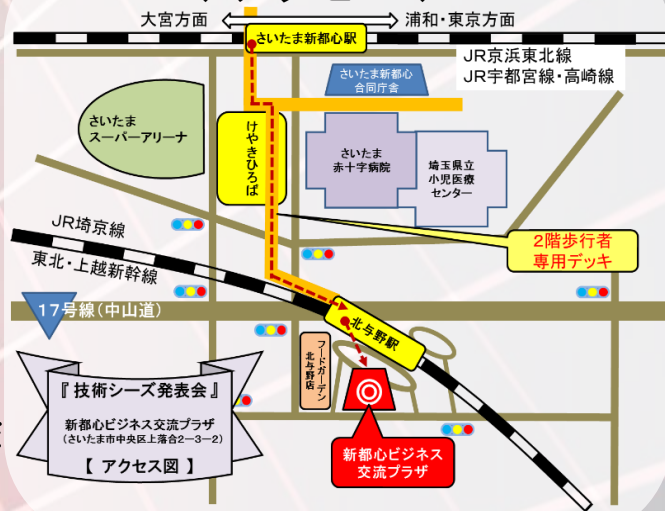 大宮方面
浦和・東京方面
さいたま新都心駅
JR京浜東北線
JR宇都宮線・高崎線
さいたま新都心
合同庁舎
さいたま
スーパーアリーナ
けやきひろば
さいたま
赤十字病院
埼玉県立
小児医療
センター
JR埼京線
東北・上越新幹線
2階歩行者
専用デッキ
17号線(中山道)
北与野駅
フードガーデン
北与野店
『 技術シーズ発表会 』
新都心ビジネス交流プラザ
(さいたま市中央区上落合2−3−2)
【 アクセス図 】
新都心ビジネス
交流プラザ